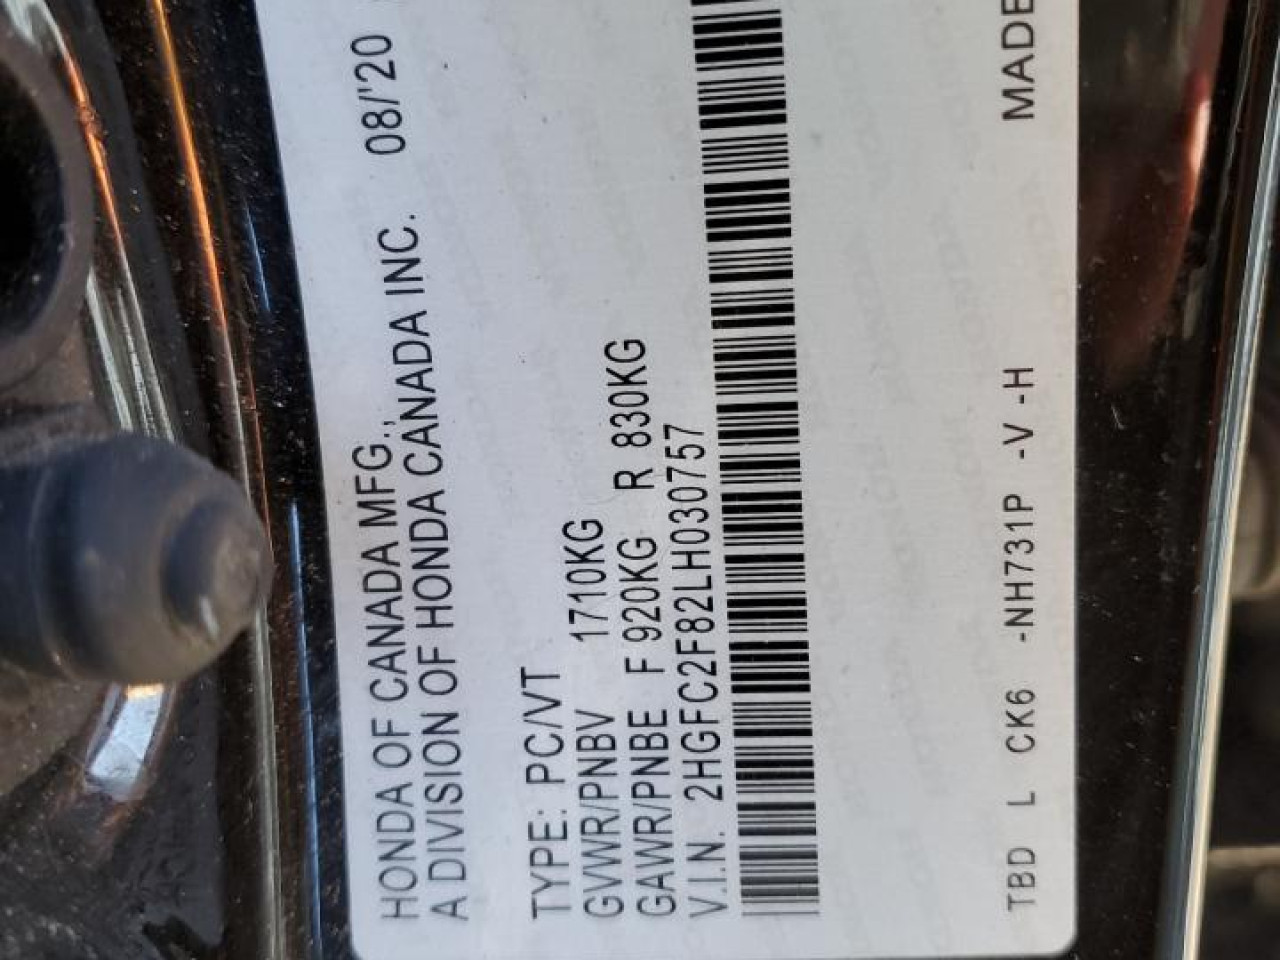 HONDA OF CANADA MFG.,
A DIVISION OF HONDA CANADA INC. 08/'20
TYPE: PC/VT
GVWR/PNBV 1710KG
GAWR/PNBE F 920KG R 830KG
V.I.N. 2HGFC2F82LH030757
TBD L CK6 -NH731P -V -H MADE